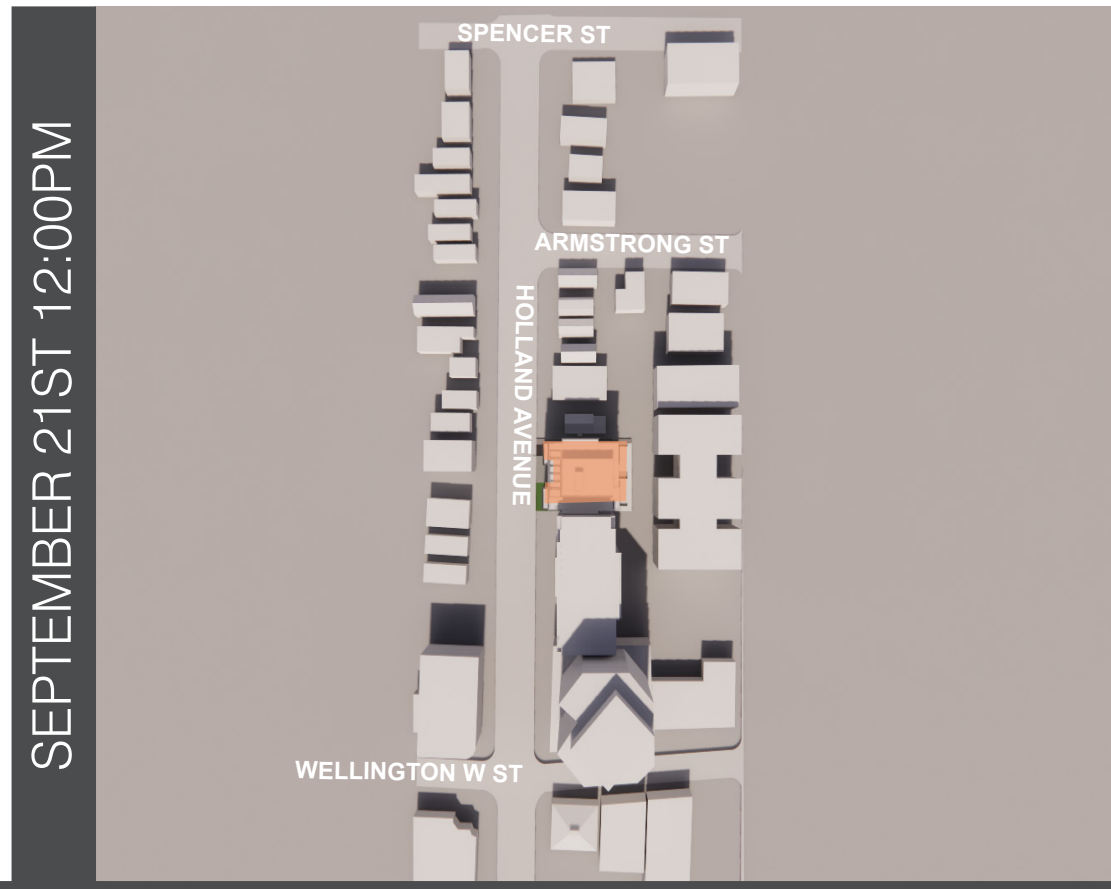 SEPTEMBER 21ST 12:00PM
SPENCER ST
ARMSTRONG ST
HOLLAND AVENUE
WELLINGTON W ST